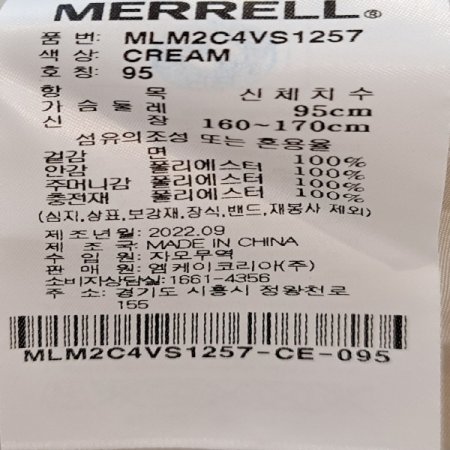 MERRELL®
품 번: MLM2C4VS1257
색 상: CREAM
호 칭: 95
항 목 신체치수
가슴둘레 95cm
신 장 160~170cm
섬유의조성 또는 혼용율
겉감 면 100%
안감 폴리에스터 100%
주머니감 폴리에스터 100%
충전재 폴리에스터 100%
(심지,상표,보강재,장식,밴드,재봉사 제외)
제조년월: 2022.09
제 조 국: MADE IN CHINA
수 입 원: 자모무역
판 매 원: 엠케이코리아(주)
소비자상담실: 1661-4356
주 소: 경기도 시흥시 정왕천로
155
MLM2C4VS1257-CE-095